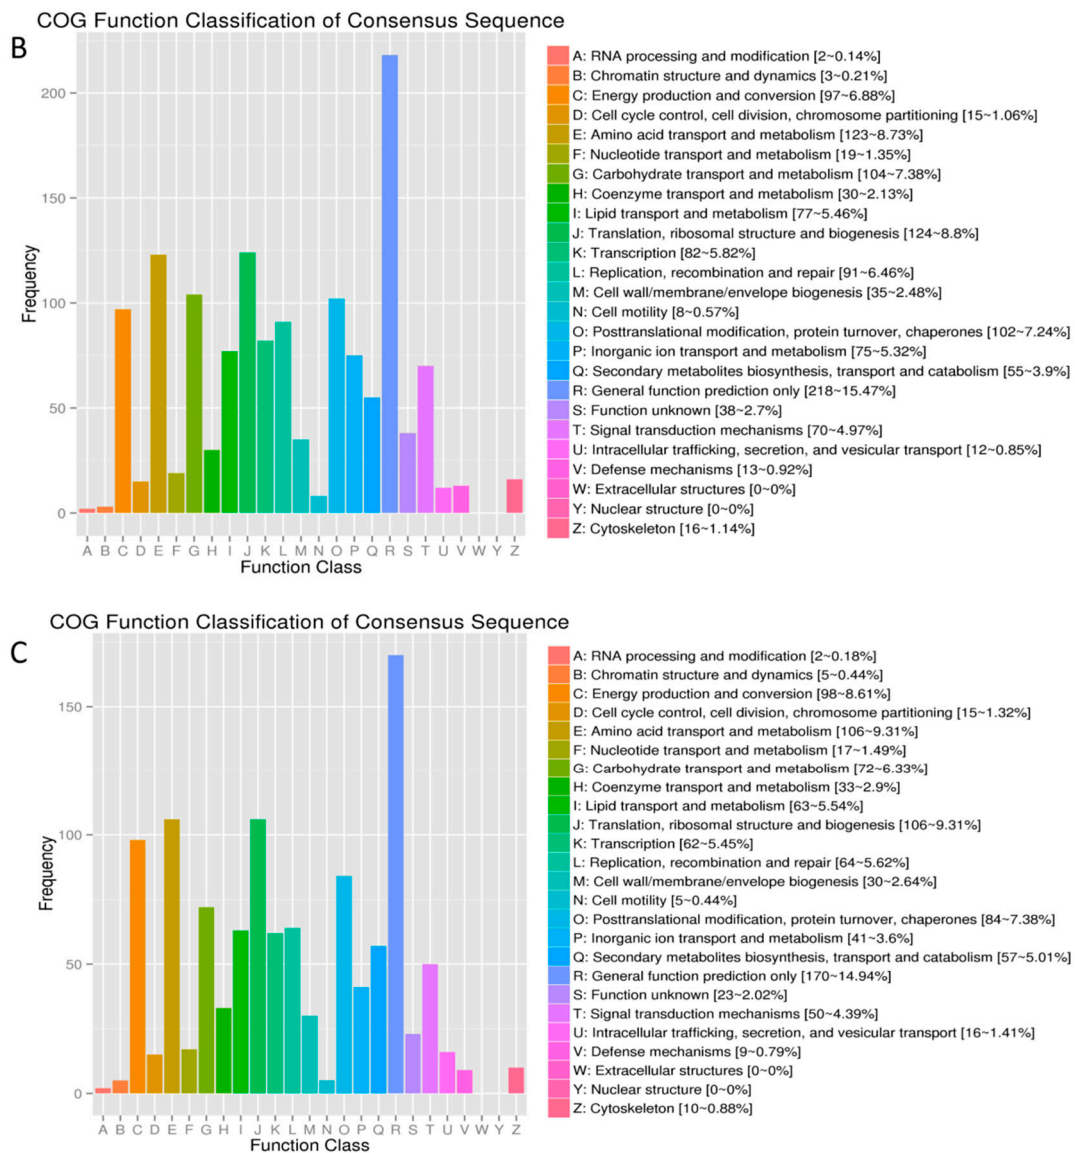 COG Function Classification of Consensus Sequence
B
200
150
100
50
0
Frequency
A B C D E F G H I J K L M N O P Q R S T U V W Y Z
Function Class
A: RNA processing and modification [2~0.14%]
B: Chromatin structure and dynamics [3~0.21%]
C: Energy production and conversion [97~6.88%]
D: Cell cycle control, cell division, chromosome partitioning [15~1.06%]
E: Amino acid transport and metabolism [123~8.73%]
F: Nucleotide transport and metabolism [19~1.35%]
G: Carbohydrate transport and metabolism [104~7.38%]
H: Coenzyme transport and metabolism [30~2.13%]
I: Lipid transport and metabolism [77~5.46%]
J: Translation, ribosomal structure and biogenesis [124~8.8%]
K: Transcription [82~5.82%]
L: Replication, recombination and repair [91~6.46%]
M: Cell wall/membrane/envelope biogenesis [35~2.48%]
N: Cell motility [8~0.57%]
O: Posttranslational modification, protein turnover, chaperones [102~7.24%]
P: Inorganic ion transport and metabolism [75~5.32%]
Q: Secondary metabolites biosynthesis, transport and catabolism [55~3.9%]
R: General function prediction only [218~15.47%]
S: Function unknown [38~2.7%]
T: Signal transduction mechanisms [70~4.97%]
U: Intracellular trafficking, secretion, and vesicular transport [12~0.85%]
V: Defense mechanisms [13~0.92%]
W: Extracellular structures [0~0%]
Y: Nuclear structure [0~0%]
Z: Cytoskeleton [16~1.14%]
COG Function Classification of Consensus Sequence
C
150
100
50
0
Frequency
A B C D E F G H I J K L M N O P Q R S T U V W Y Z
Function Class
A: RNA processing and modification [2~0.18%]
B: Chromatin structure and dynamics [5~0.44%]
C: Energy production and conversion [98~8.61%]
D: Cell cycle control, cell division, chromosome partitioning [15~1.32%]
E: Amino acid transport and metabolism [106~9.31%]
F: Nucleotide transport and metabolism [17~1.49%]
G: Carbohydrate transport and metabolism [72~6.33%]
H: Coenzyme transport and metabolism [33~2.9%]
I: Lipid transport and metabolism [63~5.54%]
J: Translation, ribosomal structure and biogenesis [106~9.31%]
K: Transcription [62~5.45%]
L: Replication, recombination and repair [64~5.62%]
M: Cell wall/membrane/envelope biogenesis [30~2.64%]
N: Cell motility [5~0.44%]
O: Posttranslational modification, protein turnover, chaperones [84~7.38%]
P: Inorganic ion transport and metabolism [41~3.6%]
Q: Secondary metabolites biosynthesis, transport and catabolism [57~5.01%]
R: General function prediction only [170~14.94%]
S: Function unknown [23~2.02%]
T: Signal transduction mechanisms [50~4.39%]
U: Intracellular trafficking, secretion, and vesicular transport [16~1.41%]
V: Defense mechanisms [9~0.79%]
W: Extracellular structures [0~0%]
Y: Nuclear structure [0~0%]
Z: Cytoskeleton [10~0.88%]